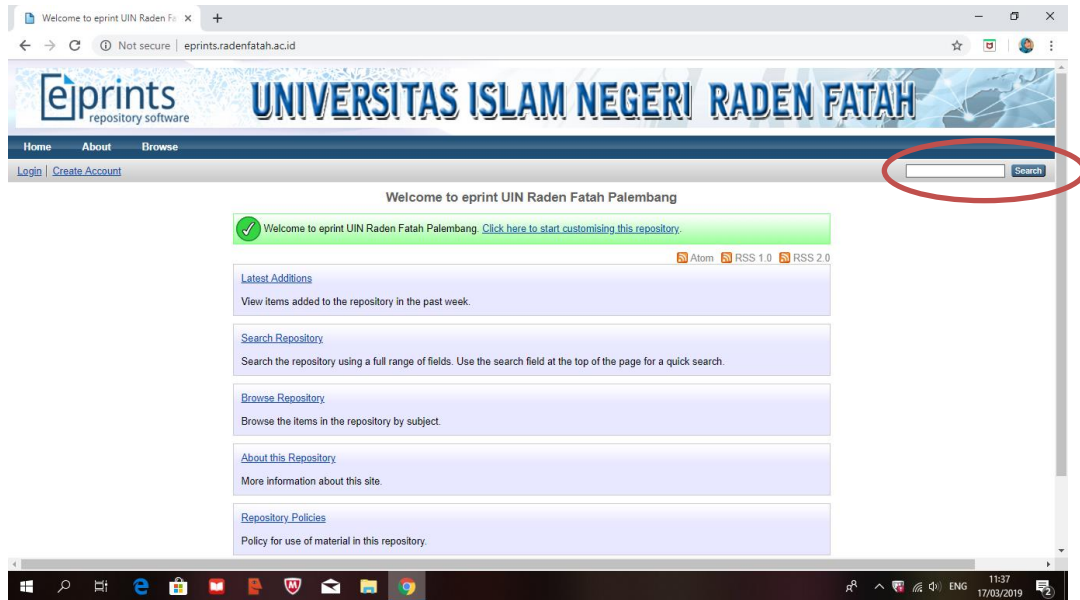 Welcome to eprint UIN Raden Fa
Not secure | eprints.radenfatah.ac.id
eprints
repository software
UNIVERSITAS ISLAM NEGERI RADEN FATAH
Home About Browse
Login | Create Account
Search
Welcome to eprint UIN Raden Fatah Palembang
Welcome to eprint UIN Raden Fatah Palembang. Click here to start customising this repository.
Atom RSS 1.0 RSS 2.0
Latest Additions
View items added to the repository in the past week.
Search Repository
Search the repository using a full range of fields. Use the search field at the top of the page for a quick search.
Browse Repository
Browse the items in the repository by subject.
About this Repository
More information about this site.
Repository Policies
Policy for use of material in this repository.
ENG
11:37
17/03/2019
2